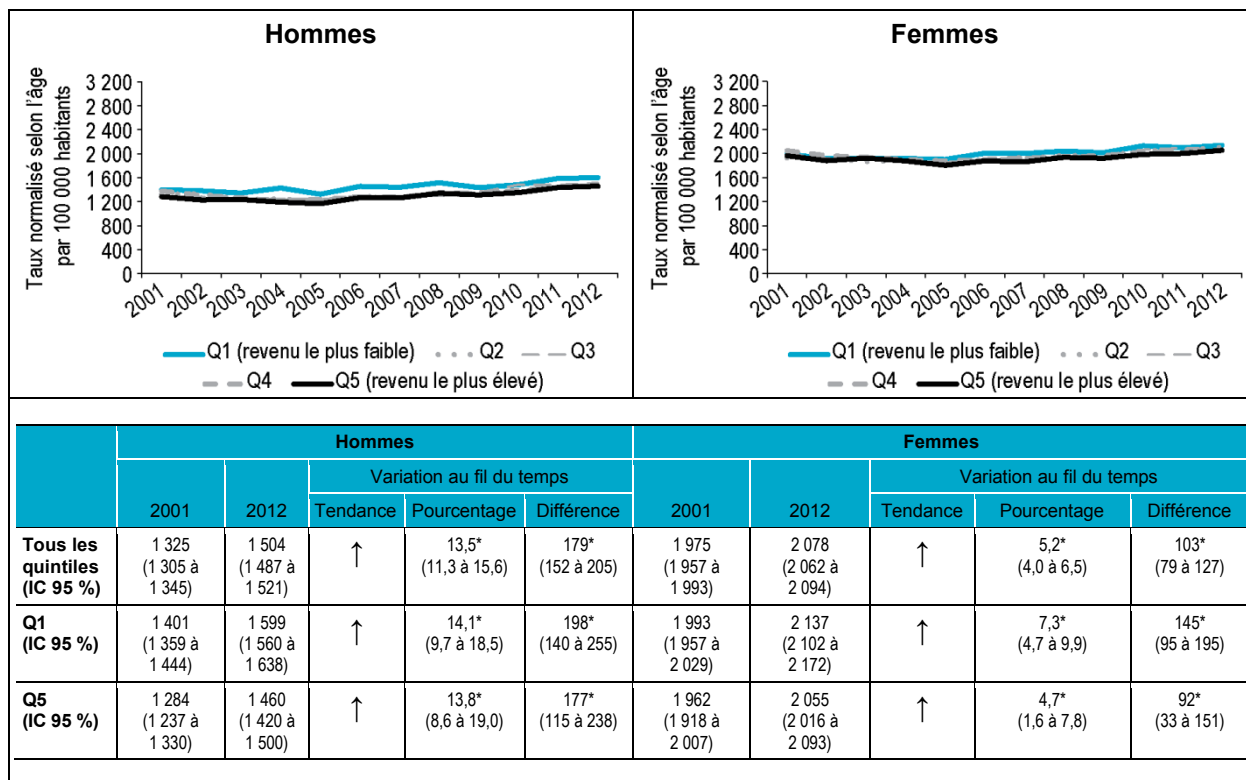 Hommes
Taux normalisé selon l'âge
par 100 000 habitants
3 200
2 800
2 400
2 000
1 600
1 200
800
400
0
2001
2002
2003
2004
2005
2006
2007
2008
2009
2010
2011
2012
Q1 (revenu le plus faible)
Q2
Q3
Q4
Q5 (revenu le plus élevé)
Femmes
Taux normalisé selon l'âge
par 100 000 habitants
3 200
2 800
2 400
2 000
1 600
1 200
800
400
0
2001
2002
2003
2004
2005
2006
2007
2008
2009
2010
2011
2012
Q1 (revenu le plus faible)
Q2
Q3
Q4
Q5 (revenu le plus élevé)
Hommes
Femmes
Variation au fil du temps
Variation au fil du temps
2001
2012
Tendance
Pourcentage
Différence
2001
2012
Tendance
Pourcentage
Différence
Tous les
quintiles
(IC 95 %)
1 325
(1 305 à
1 345)
1 504
(1 487 à
1 521)
↑
13,5*
(11,3 à 15,6)
179*
(152 à 205)
1 975
(1 957 à
1 993)
2 078
(2 062 à
2 094)
↑
5,2*
(4,0 à 6,5)
103*
(79 à 127)
Q1
(IC 95 %)
1 401
(1 359 à
1 444)
1 599
(1 560 à
1 638)
↑
14,1*
(9,7 à 18,5)
198*
(140 à 255)
1 993
(1 957 à
2 029)
2 137
(2 102 à
2 172)
↑
7,3*
(4,7 à 9,9)
145*
(95 à 195)
Q5
(IC 95 %)
1 284
(1 237 à
1 330)
1 460
(1 420 à
1 500)
↑
13,8*
(8,6 à 19,0)
177*
(115 à 238)
1 962
(1 918 à
2 007)
2 055
(2 016 à
2 093)
↑
4,7*
(1,6 à 7,8)
92*
(33 à 151)